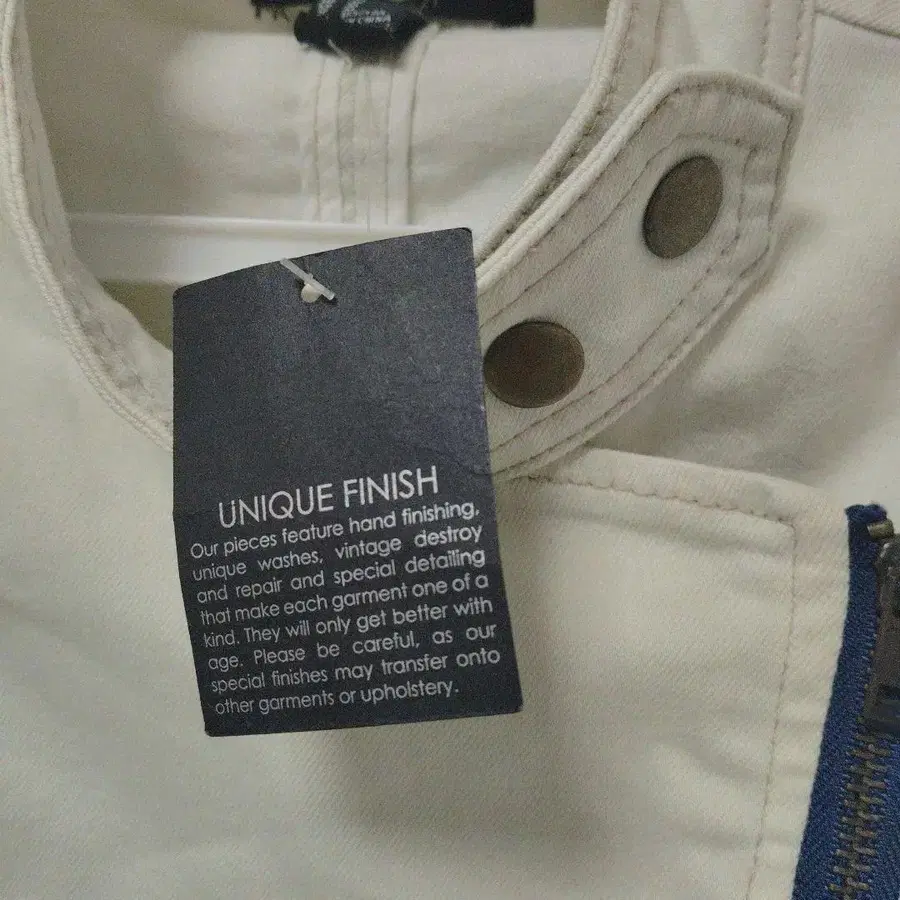 UNIQUE FINISH
Our pieces feature hand finishing,
unique washes, vintage destroy
and repair and special detailing
that make each garment one of a
kind. They will only get better with
age. Please be careful, as our
special finishes may transfer onto
other garments or upholstery.